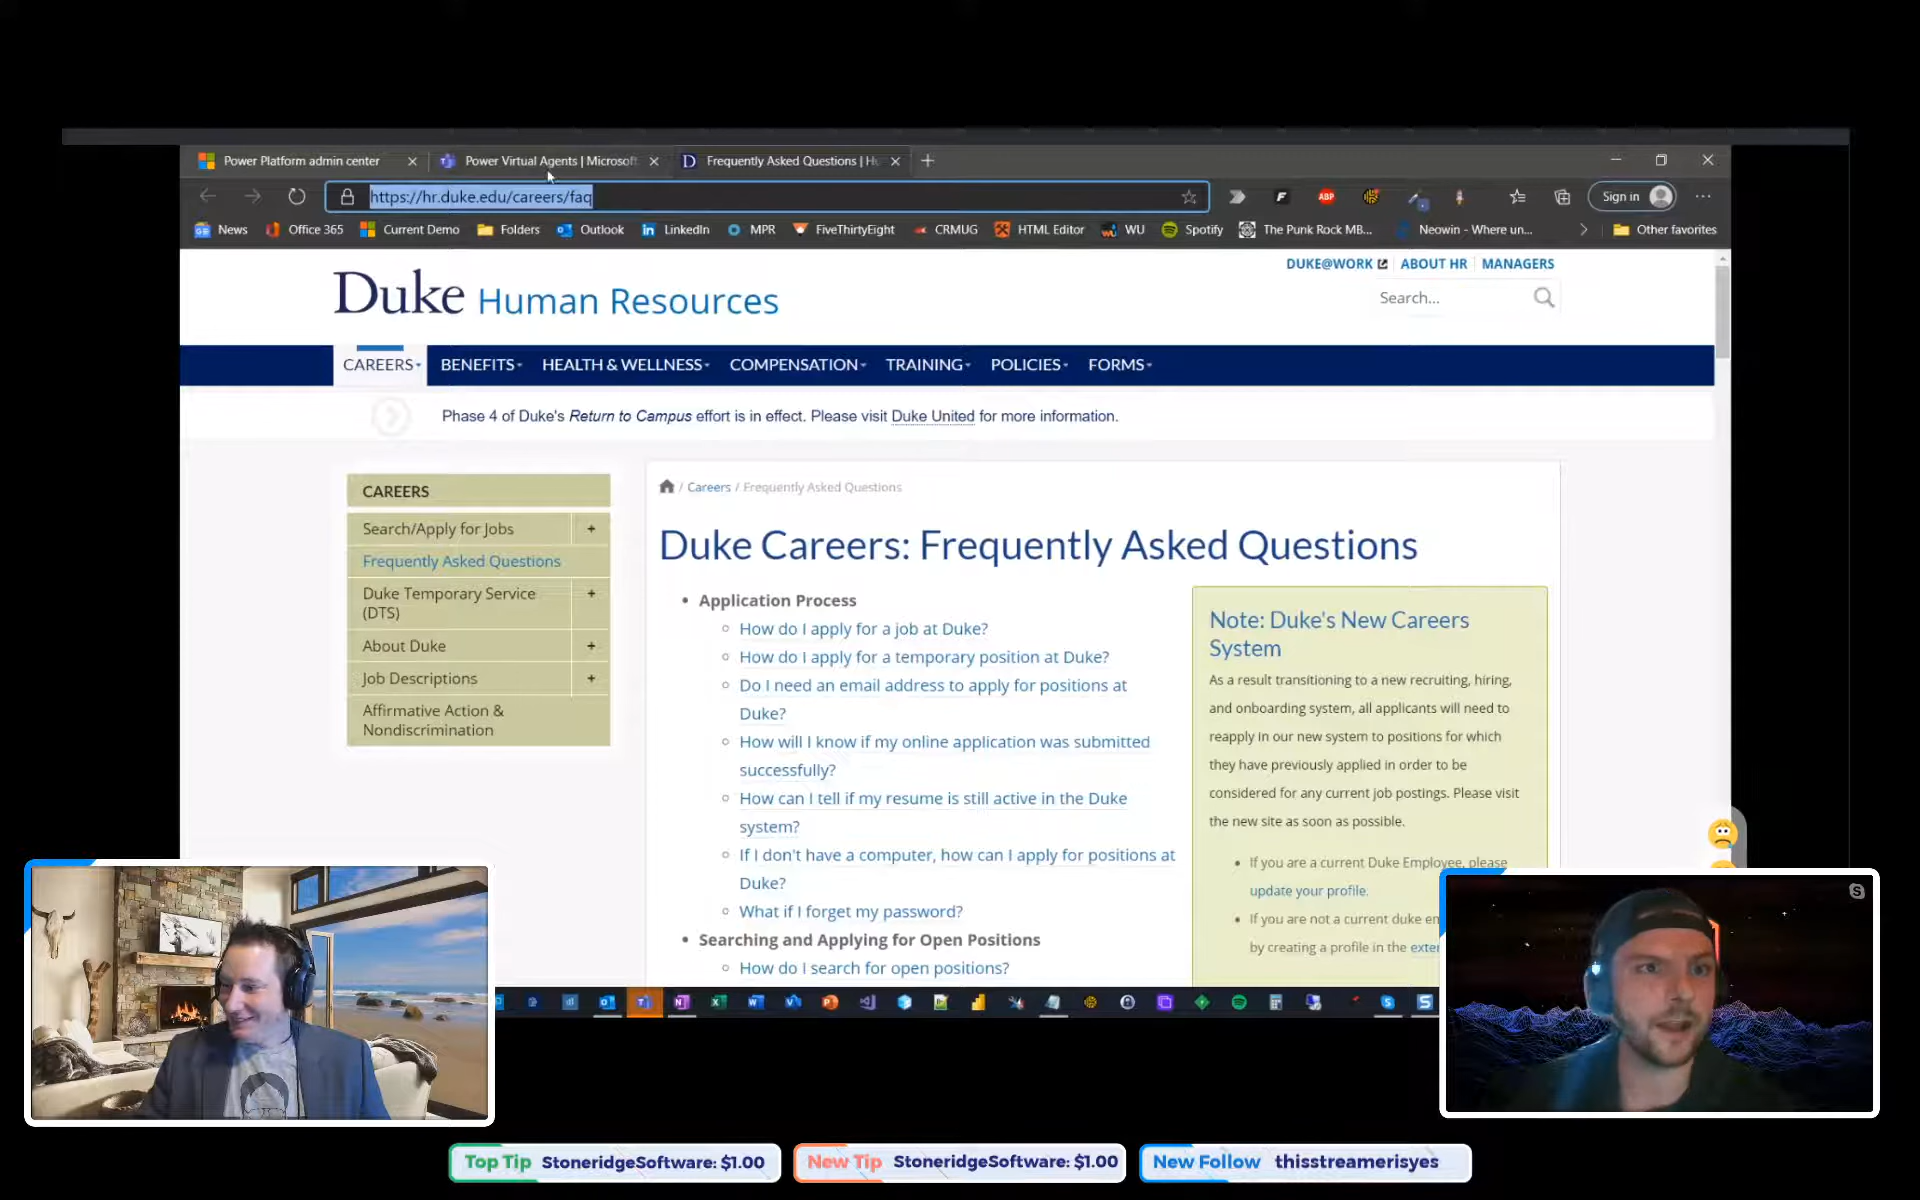 Power Platform admin center
Power Virtual Agents | Microsoft
Frequently Asked Questions | Hu
https://hr.duke.edu/careers/faq
ABP
Sign in
News
Office 365
Current Demo
Folders
Outlook
LinkedIn
MPR
FiveThirtyEight
CRMUG
HTML Editor
WU
Spotify
The Punk Rock MB...
Neowin - Where un...
Other favorites
Duke Human Resources
DUKE@WORK
ABOUT HR
MANAGERS
Search...
CAREERS
BENEFITS
HEALTH & WELLNESS
COMPENSATION
TRAINING
POLICIES
FORMS
Phase 4 of Duke's Return to Campus effort is in effect. Please visit Duke United for more information.
CAREERS
Search/Apply for Jobs +
Frequently Asked Questions
Duke Temporary Service +
(DTS)
About Duke +
Job Descriptions +
Affirmative Action &
Nondiscrimination
/ Careers / Frequently Asked Questions
Duke Careers: Frequently Asked Questions
• Application Process
How do I apply for a job at Duke?
How do I apply for a temporary position at Duke?
Do I need an email address to apply for positions at
Duke?
How will I know if my online application was submitted
successfully?
How can I tell if my resume is still active in the Duke
system?
If I don't have a computer, how can I apply for positions at
Duke?
What if I forget my password?
• Searching and Applying for Open Positions
How do I search for open positions?
Note: Duke's New Careers
System
As a result transitioning to a new recruiting, hiring,
and onboarding system, all applicants will need to
reapply in our new system to positions for which
they have previously applied in order to be
considered for any current job postings. Please visit
the new site as soon as possible.
• If you are a current Duke Employee, please
update your profile.
• If you are not a current duke en
by creating a profile in the exter
Top Tip StoneridgeSoftware: $1.00
New Tip StoneridgeSoftware: $1.00
New Follow thisstreamerisyes